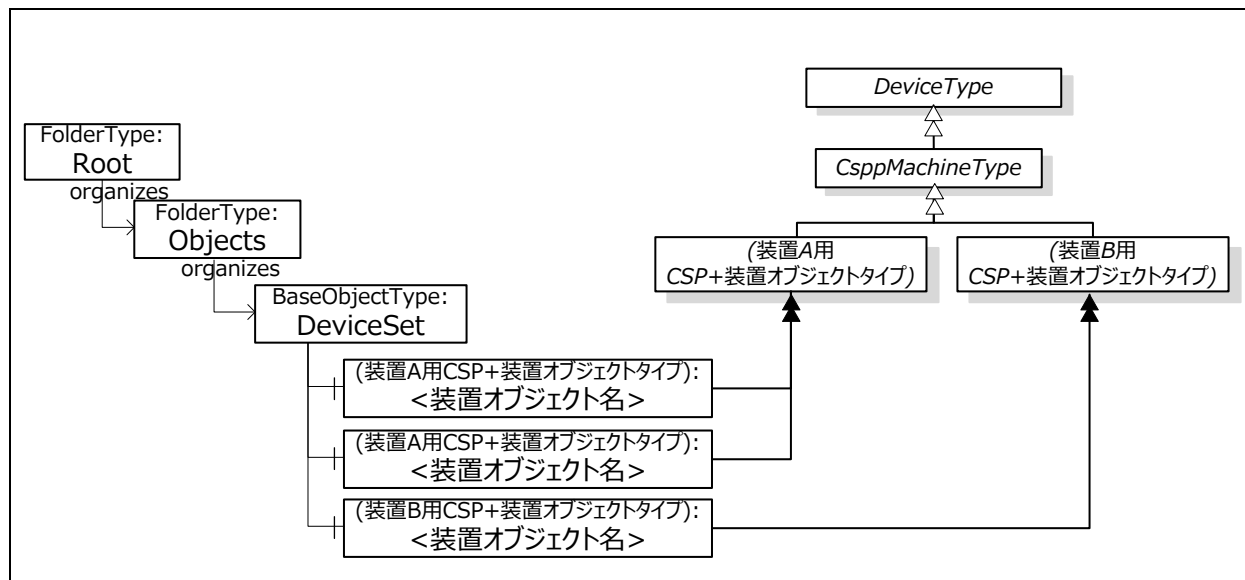 DeviceType
FolderType:
Root
CsppMachineType
organizes
FolderType:
Objects
organizes
(装置A用
CSP+装置オブジェクトタイプ)
(装置B用
CSP+装置オブジェクトタイプ)
BaseObjectType:
DeviceSet
(装置A用CSP+装置オブジェクトタイプ):
<装置オブジェクト名>
(装置A用CSP+装置オブジェクトタイプ):
<装置オブジェクト名>
(装置B用CSP+装置オブジェクトタイプ):
<装置オブジェクト名>